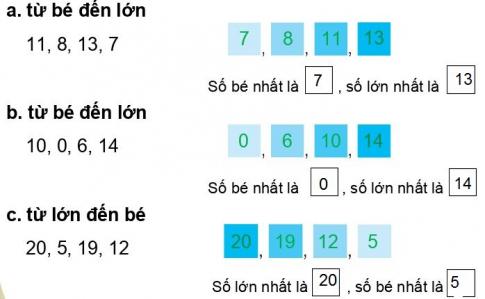 a. từ bé đến lớn
11, 8, 13, 7
7 , 8 , 11 , 13
Số bé nhất là 7 , số lớn nhất là 13
b. từ bé đến lớn
10, 0, 6, 14
0 , 6 , 10 , 14
Số bé nhất là 0 , số lớn nhất là 14
c. từ lớn đến bé
20, 5, 19, 12
20 , 19 , 12 , 5
Số lớn nhất là 20 , số bé nhất là 5